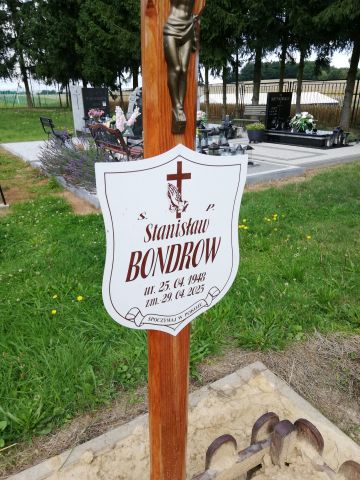 S. P.
Stanisław
BONDROW
ur. 25. 04. 1948
zm. 29. 04. 2025
SPOCZYWAJ W POKOJU